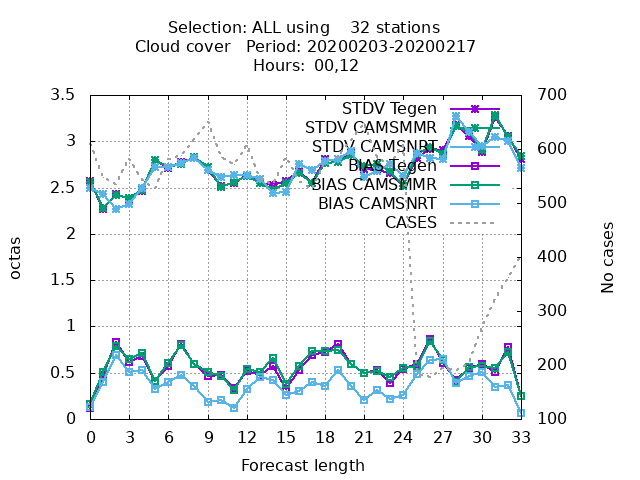 Selection: ALL using 32 stations
Cloud cover Period: 20200203-20200217
Hours: 00,12
3.5
3
2.5
2
1.5
1
0.5
0
octas
700
600
500
400
300
200
100
No cases
STDV Tegen
STDV CAMSMMR
STDV CAMSNRT
BIAS Tegen
BIAS CAMSMMR
BIAS CAMSNRT
CASES
0 3 6 9 12 15 18 21 24 27 30 33
Forecast length